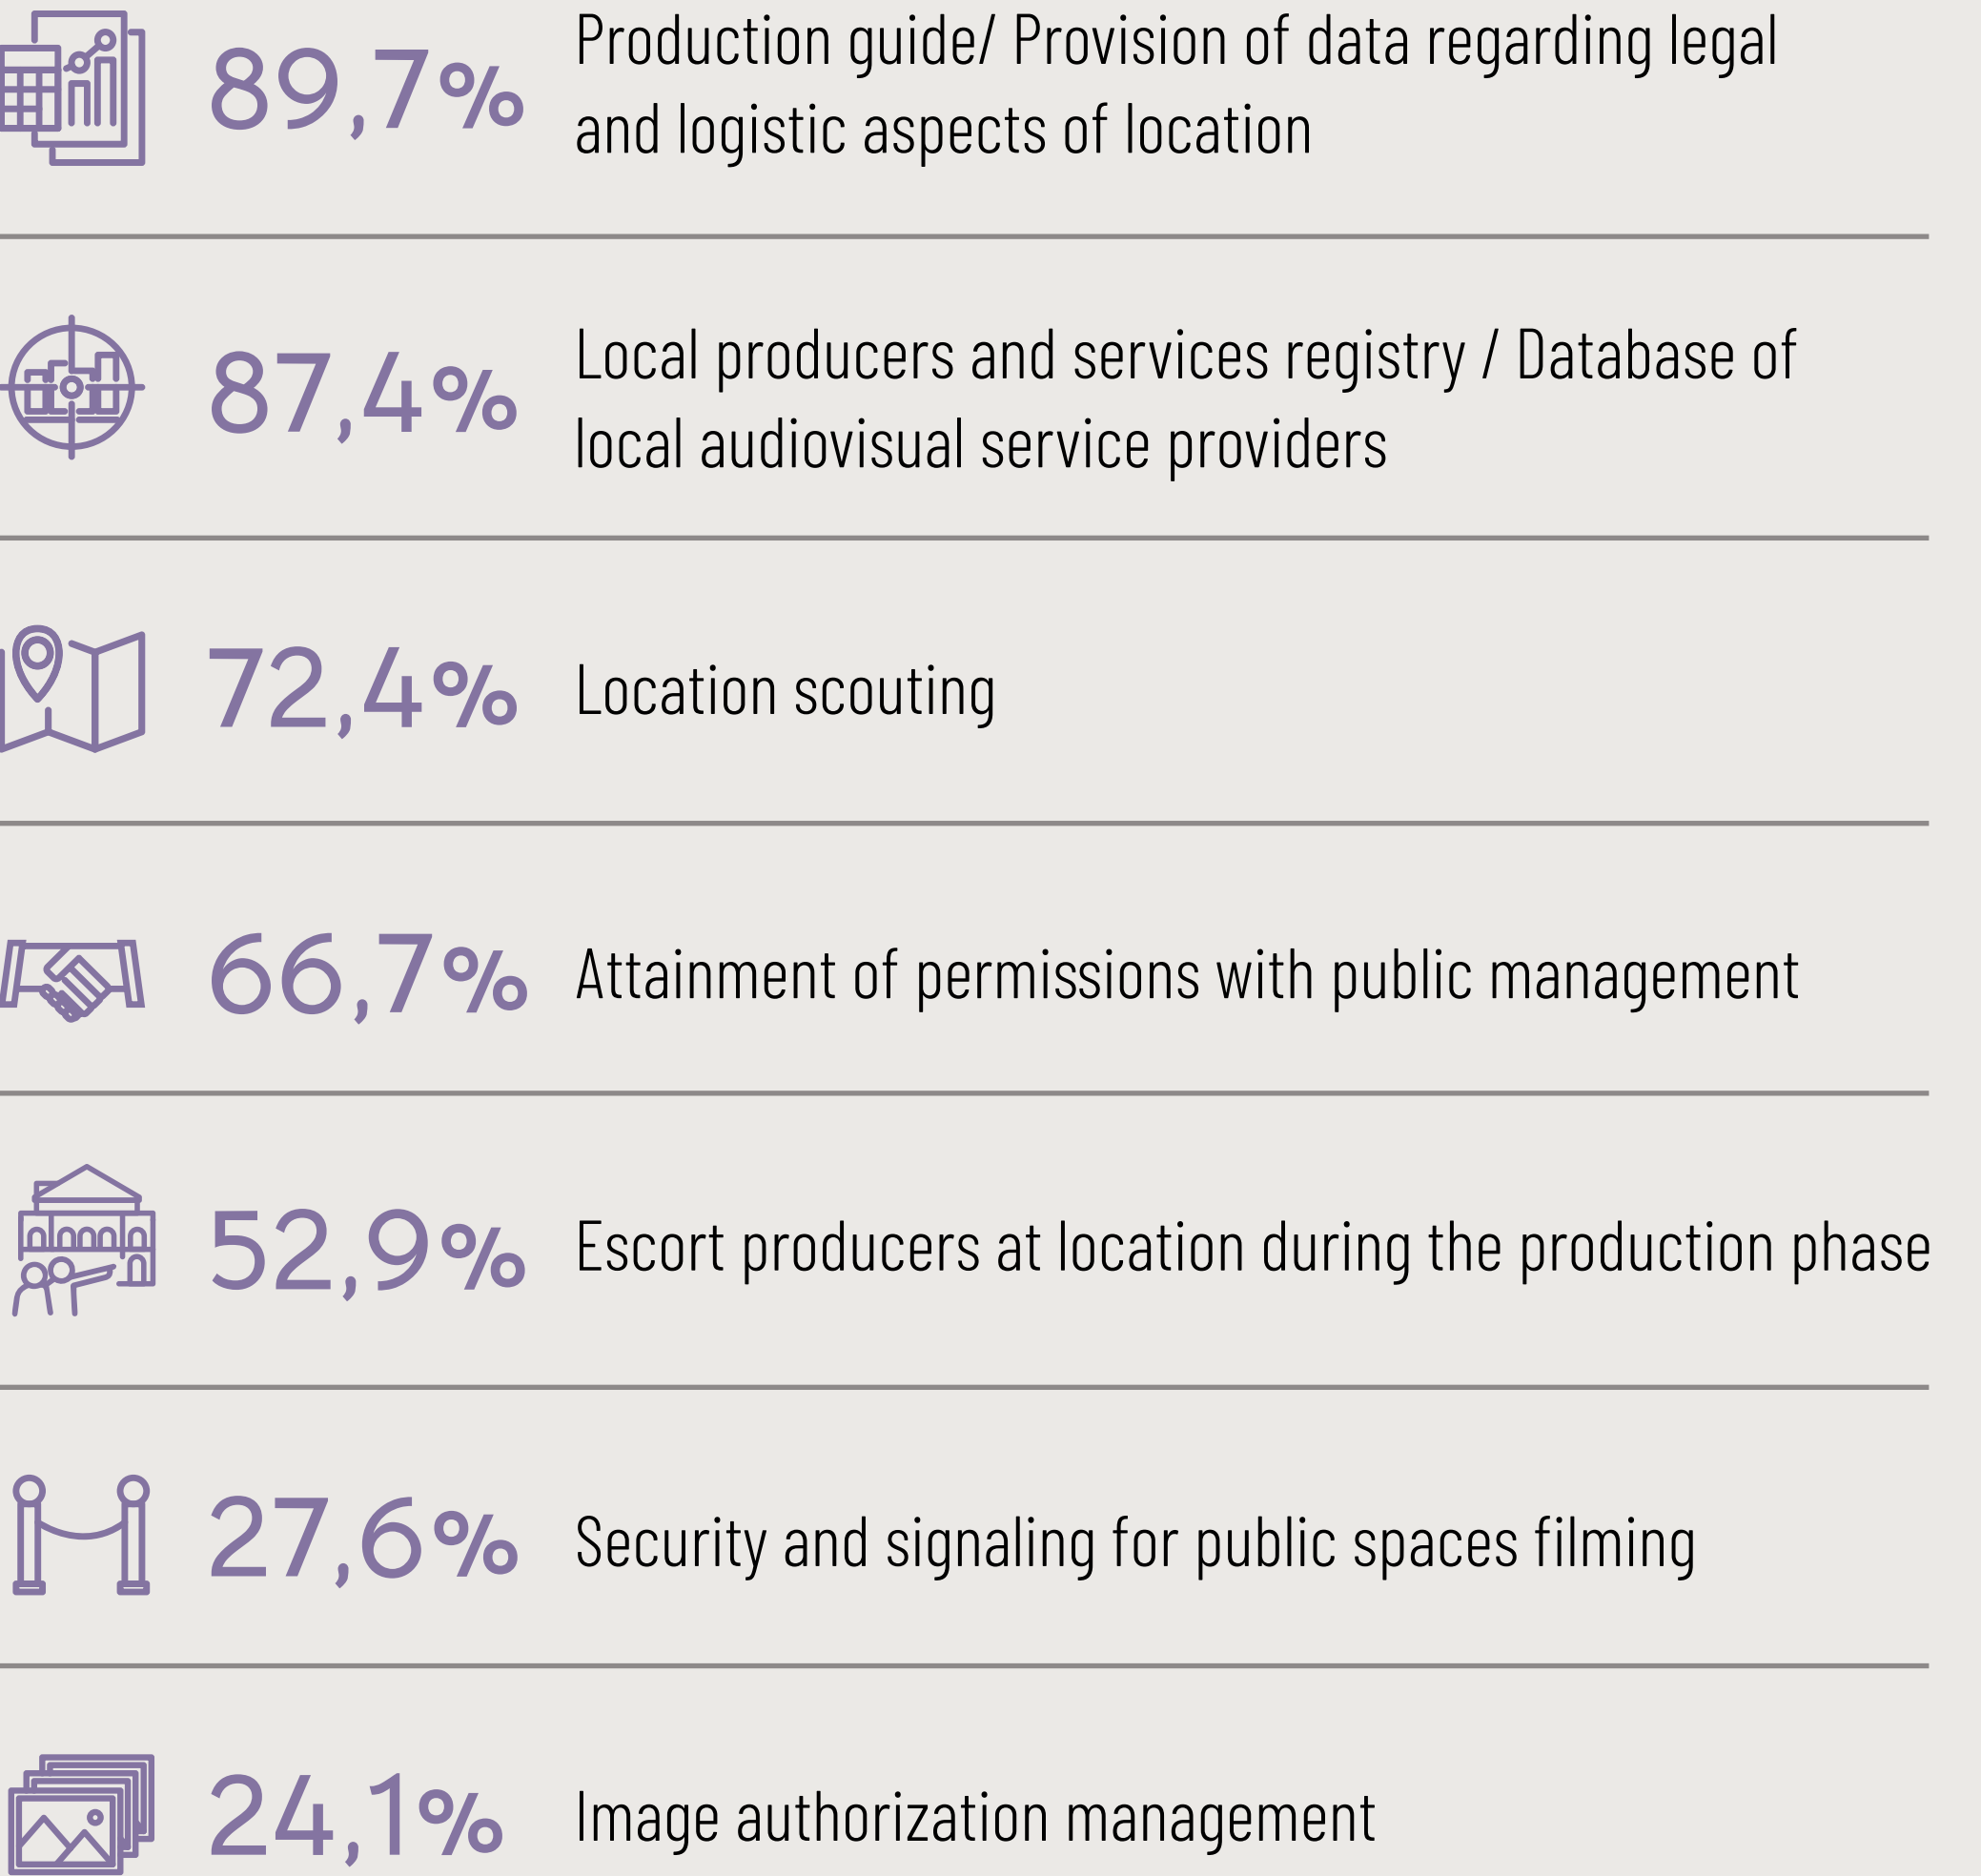 89,7%
Production guide/ Provision of data regarding legal
and logistic aspects of location
87,4%
Local producers and services registry / Database of
local audiovisual service providers
72,4%
Location scouting
66,7%
Attainment of permissions with public management
52,9%
Escort producers at location during the production phase
27,6%
Security and signaling for public spaces filming
24,1%
Image authorization management